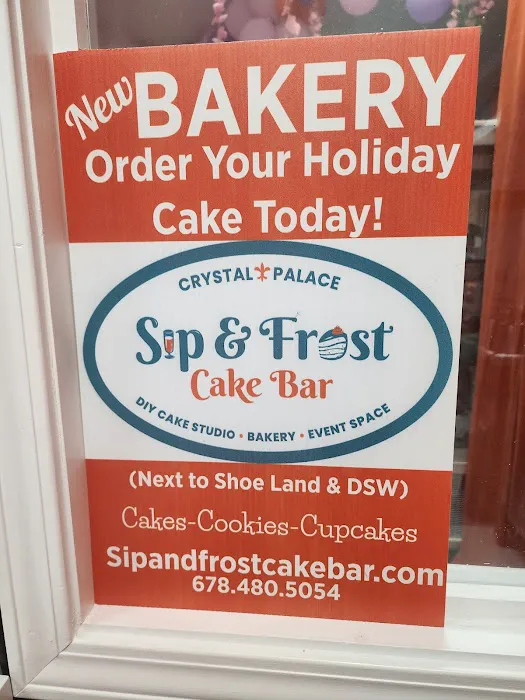 New BAKERY
Order Your Holiday
Cake Today!
CRYSTAL PALACE
Sip & Frost
Cake Bar
DIY CAKE STUDIO • BAKERY • EVENT SPACE
(Next to Shoe Land & DSW)
Cakes-Cookies-Cupcakes
Sipandfrostcakebar.com
678.480.5054